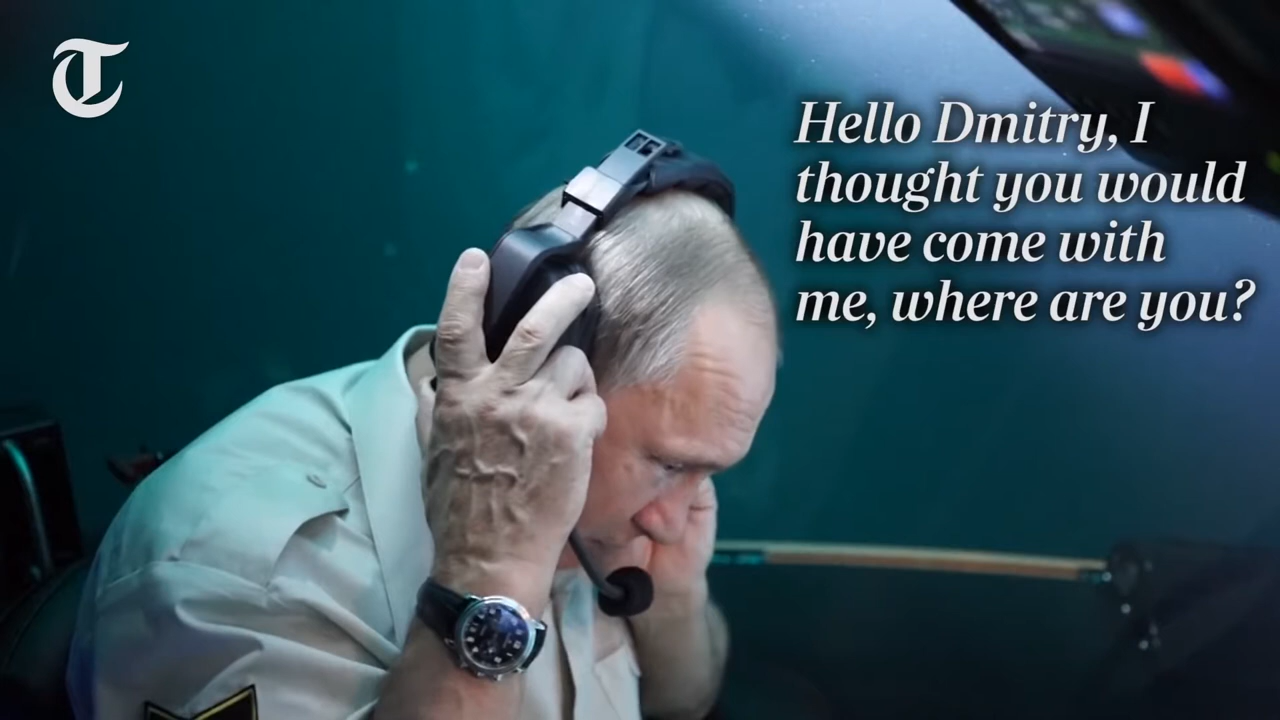 T
Hello Dmitry, I
thought you would
have come with
me, where are you?